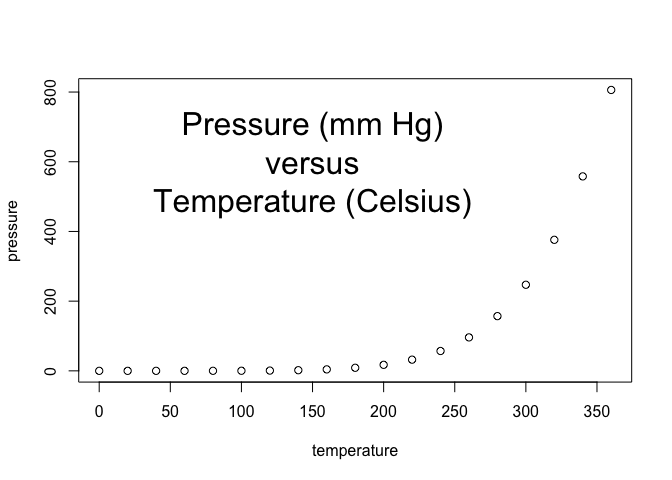 Pressure (mm Hg)
versus
Temperature (Celsius)
pressure
800
600
400
200
0
0 50 100 150 200 250 300 350
temperature